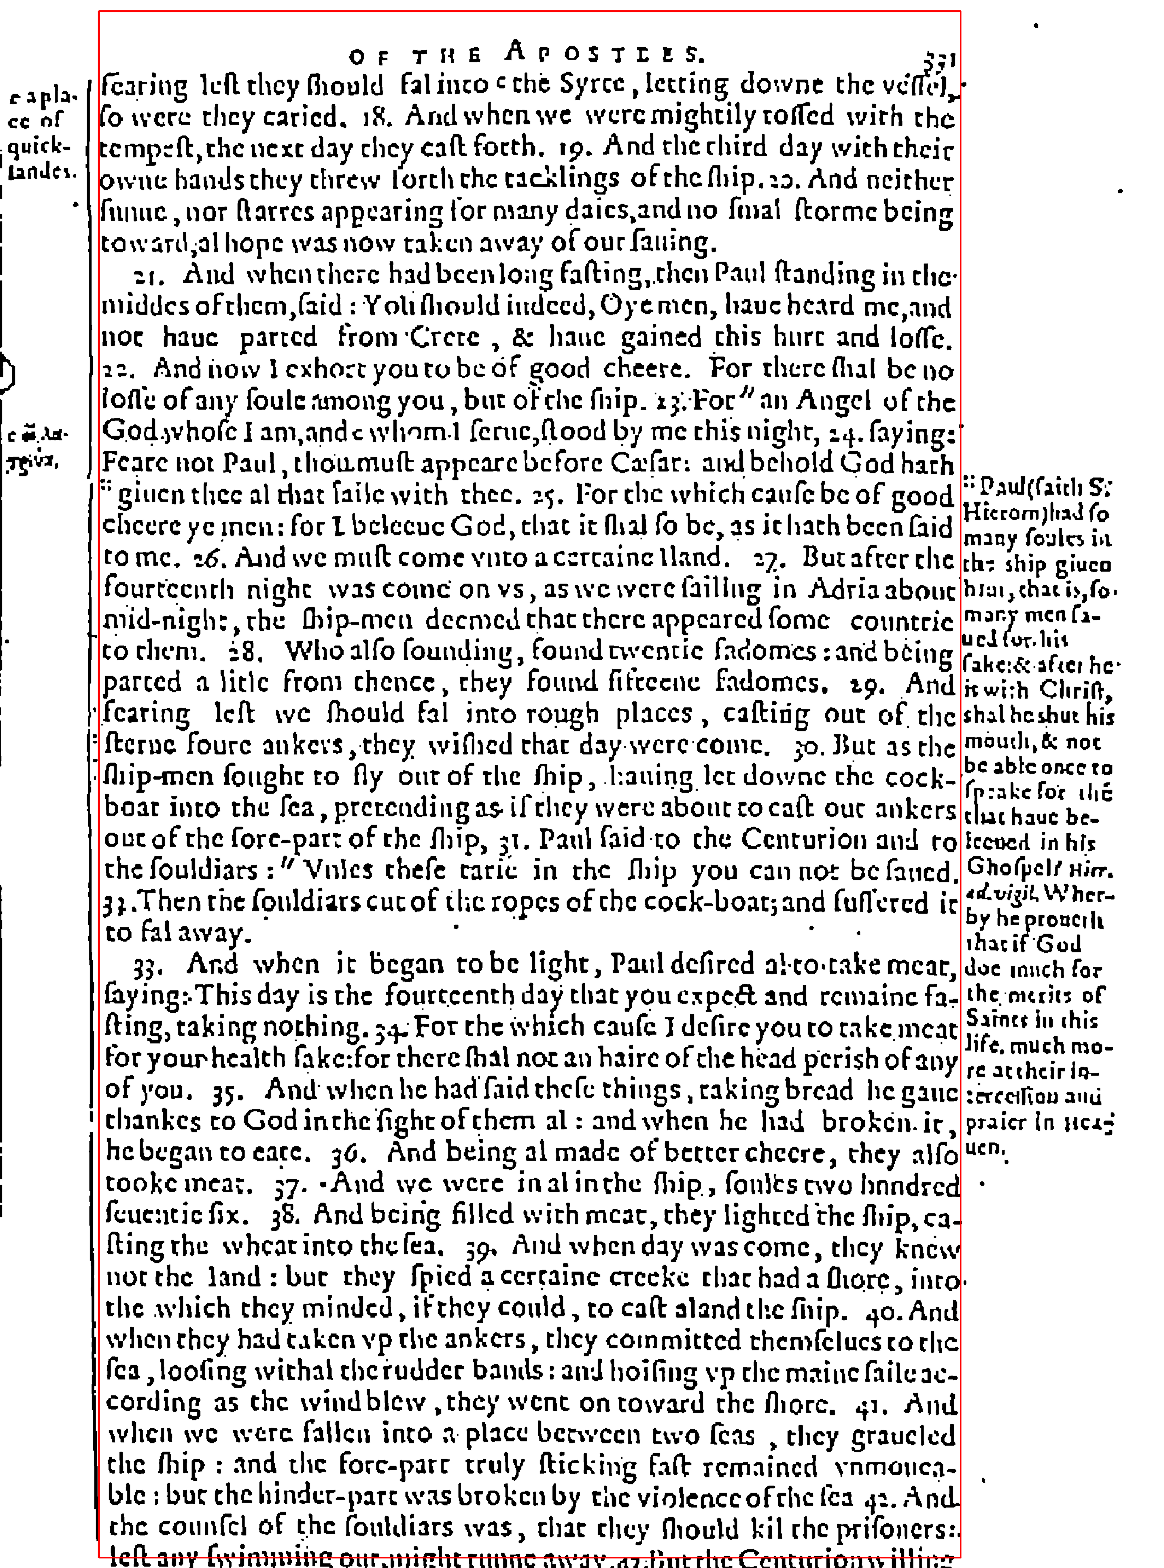 OF THE APOSTLES. 331
fearing lest they should fal into c the Syrte, letting downe the vessel,
so were they caried. 18. And when we were mightily tossed with the
tempest, the next day they cast forth. 19. And the third day with their
owne hands they threw forth the tacklings of the ship. 20. And neither
sunne, nor starres appearing for many daies, and no smal storme being
toward, al hope was now taken away of our sauing.
21. And when there had been long fasting, then Paul standing in the
middes of them, said: You should indeed, O ye men, haue heard me, and
not haue parted from Crete, & haue gained this hurt and losse.
22. And now I exhort you to be of good cheere. For there shal be no
losse of any soule among you, but of the ship. 23. For " an Angel of the
God whose I am, and e whom I serue, stood by me this night, 24. saying:
Feare not Paul, thou must appeare before Cæsar: and behold God hath
:: giuen thee al that saile with thee. 25. For the which cause be of good
cheere ye men: for I beleeue God, that it shal so be, as it hath been said
to me. 26. And we must come vnto a certaine Iland. 27. But after the
fourteenth night was come on vs, as we were sailing in Adria about
mid-night, the ship-men deemed that there appeared some countrie
to them. 28. Who also sounding, found twentie fadomes: and being
parted a litle from thence, they found fifteene fadomes. 29. And
fearing lest we should fal into rough places, casting out of the
sterne foure ankers, they wished that day were come. 30. But as the
ship-men sought to fly out of the ship, hauing let downe the cock-
boat into the sea, pretending as if they were about to cast out ankers
out of the fore-part of the ship, 31. Paul said to the Centurion and to
the souldiars: " Vnles these tarie in the ship you can not be saued.
32. Then the souldiars cut of the ropes of the cock-boat; and suffered it
to fal away.
33. And when it began to be light, Paul desired al to take meat,
saying: This day is the fourteenth day that you expect and remaine fa-
sting, taking nothing. 34. For the which cause I desire you to take meat
for your health sake: for there shal not an haire of the head perish of any
of you. 35. And when he had said these things, taking bread he gaue
thankes to God in the sight of them al: and when he had broken it,
he began to eate. 36. And being al made of better cheere, they also
tooke meat. 37. And we were in al in the ship, soules two hnndred
seuentie six. 38. And being filled with meat, they lighted the ship, ca-
sting the wheat into the sea. 39. And when day was come, they knew
not the land: but they spied a certaine creeke that had a shore, into
the which they minded, if they could, to cast aland the ship. 40. And
when they had taken vp the ankers, they committed themselues to the
sea, loosing withal the rudder bands: and hoising vp the maine saile ac-
cording as the wind blew, they went on toward the shore. 41. And
when we were fallen into a place between two seas, they graueled
the ship: and the fore-part truly sticking fast remained vnmouea-
ble: but the hinder-part was broken by the violence of the sea 42. And
the counsel of the souldiars was, that they should kil the prisoners:
lest any swimming out, might runne away. 43. But the Centurion willing
c a pla-
ce of
quick-
sandes.
:: Paul (saith S.
Hierom) had so
many soules in
the ship giuen
him, that is, so
many men sa-
ued for his
sake: & after he
is with Christ,
shal he shut his
mouth, & not
be able once to
speake for thē
that haue be-
leeued in his
Ghospel? Hier.
ad. vigil. Wher-
by he proueth
that if God
doe much for
the merits of
Saints in this
life, much mo-
re at their in-
tercession and
praier in Hea-
uen.